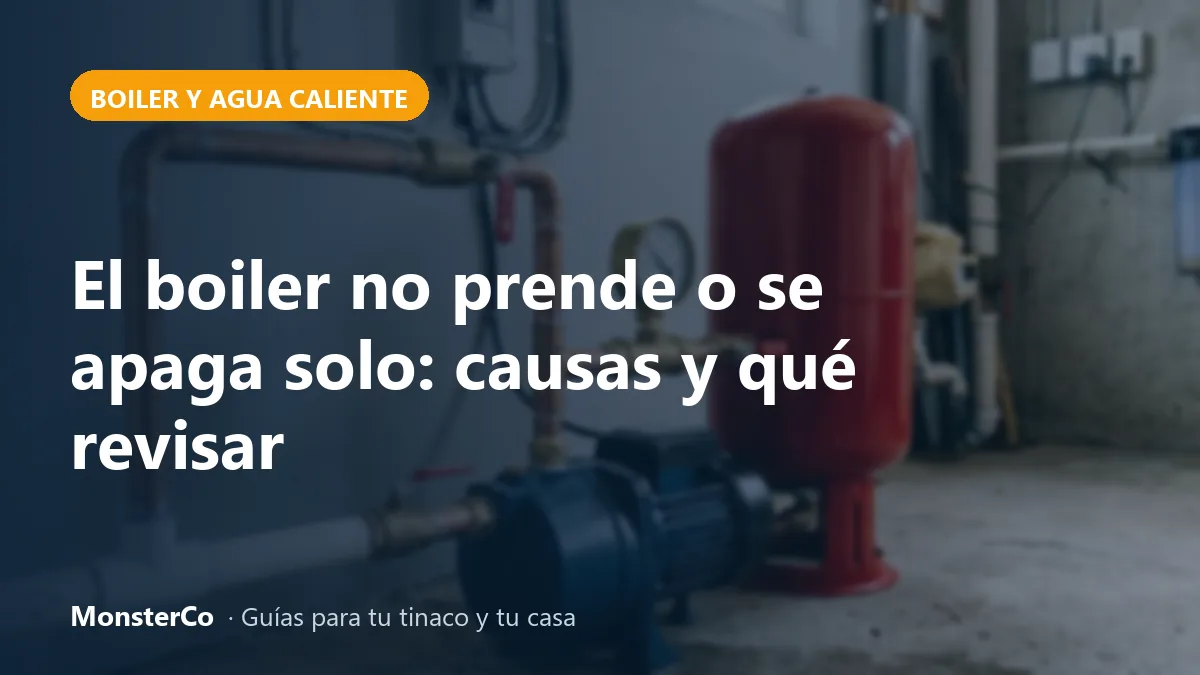 BOILER Y AGUA CALIENTE
El boiler no prende o se
apaga solo: causas y qué
revisar
MonsterCo · Guías para tu tinaco y tu casa